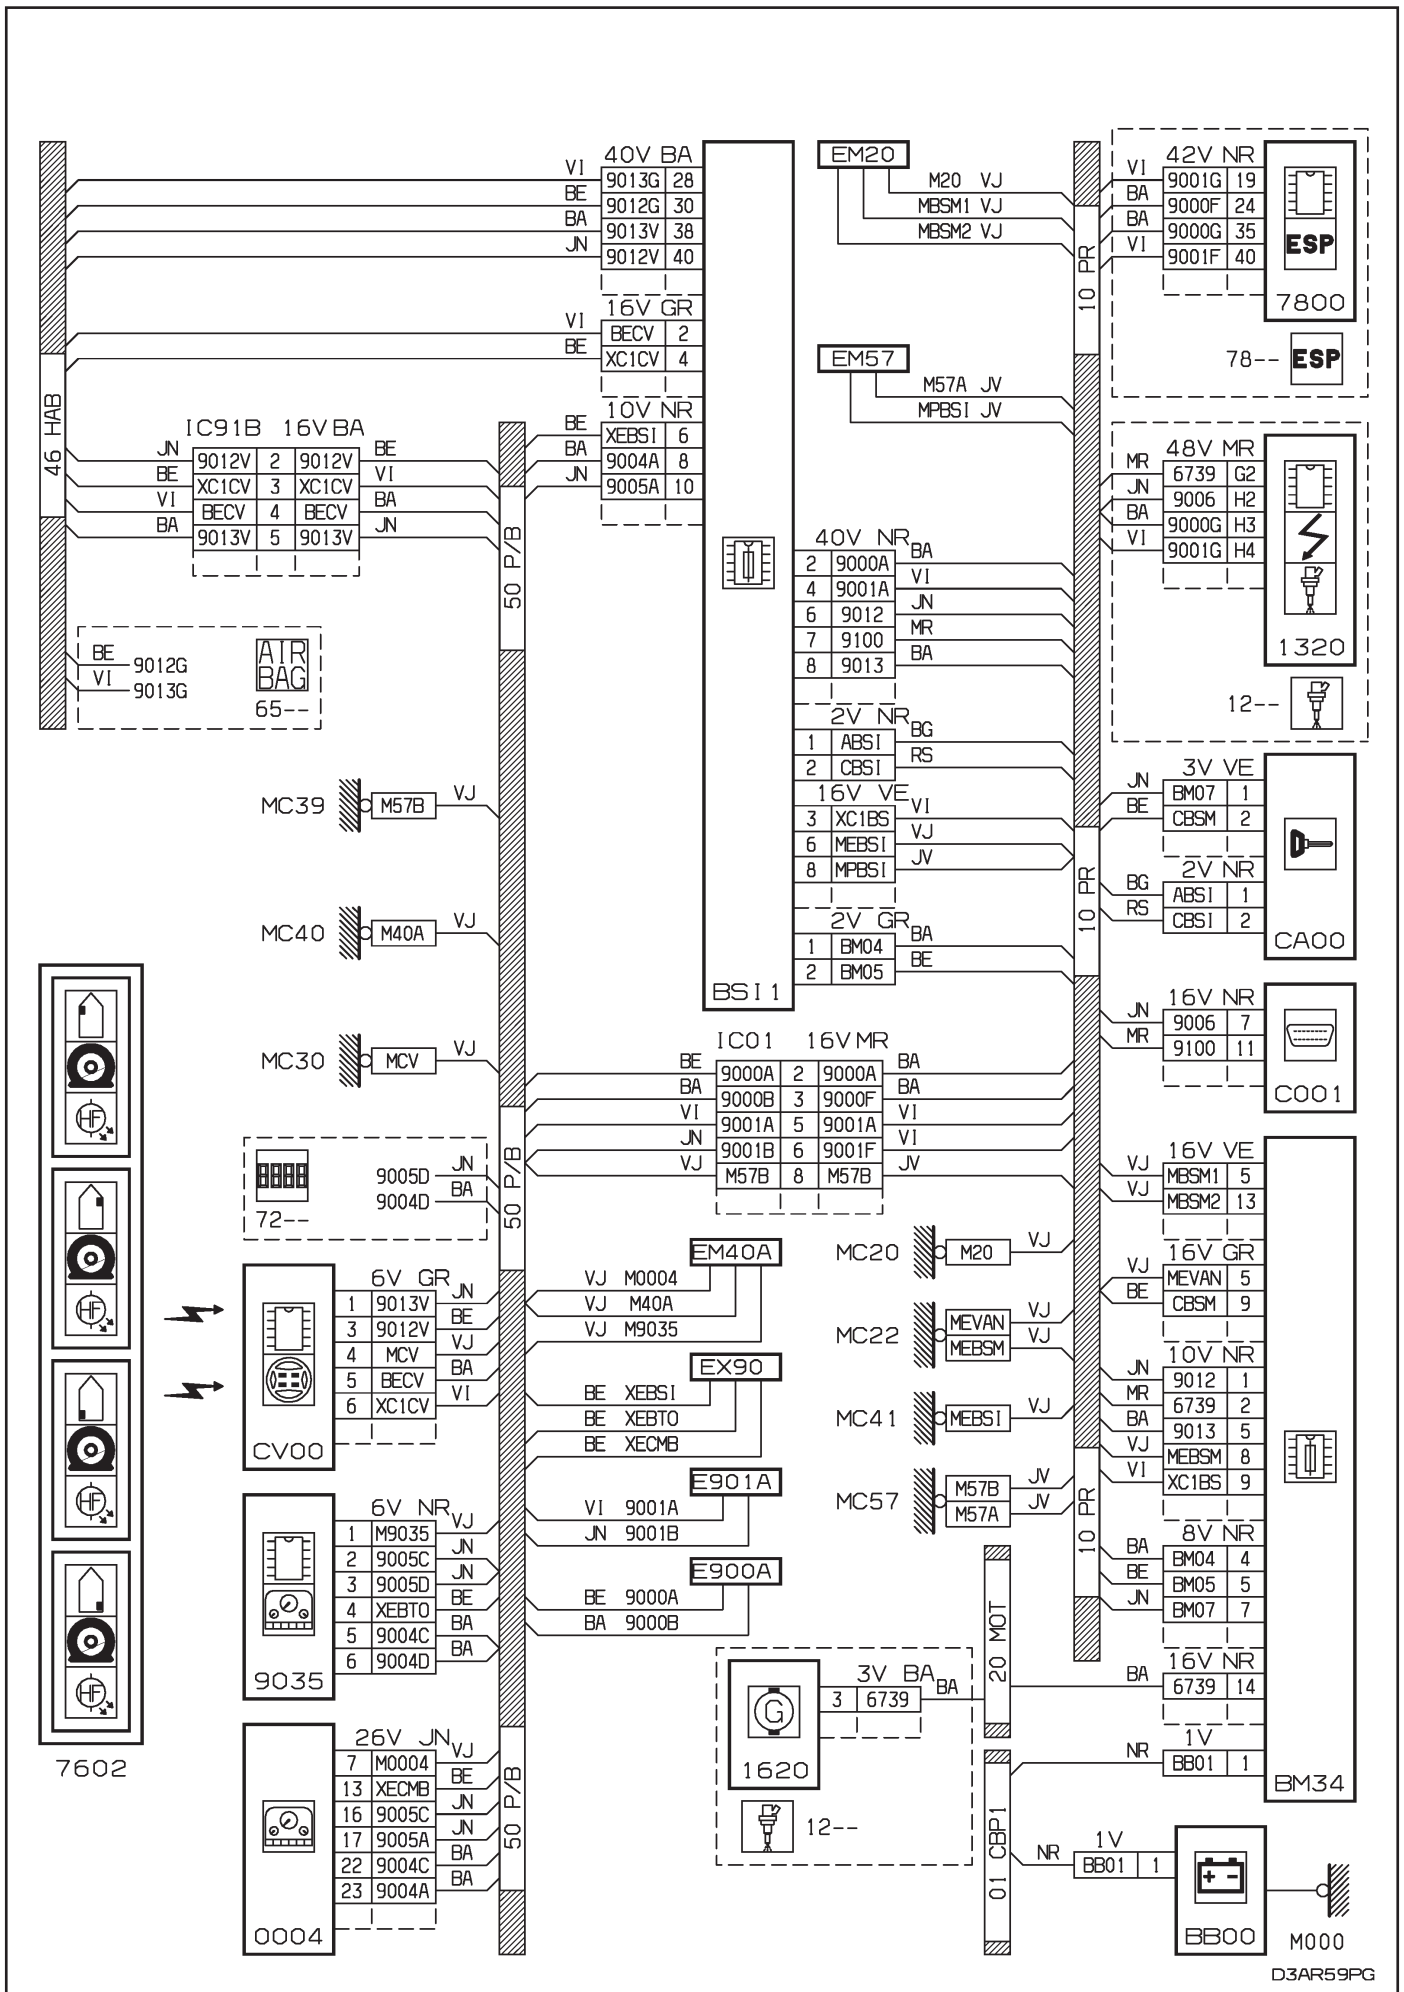 40V BA
VI 9013G 28
BE 9012G 30
BA 9013V 38
JN 9012V 40
16V GR
VI BECV 2
BE XC1CV 4
10V NR
BE XEBSI 6
BA 9004A 8
JN 9005A 10
46 HAB
IC91B 16V BA
JN 9012V 2 9012V BE
BE XC1CV 3 XC1CV VI
VI BECV 4 BECV BA
BA 9013V 5 9013V JN
50 P/B
BE 9012G
VI 9013G
AIR
BAG
65--
MC39 M57B VJ
MC40 M40A VJ
MC30 MCV VJ
BSI1
EM20
M20 VJ
MBSM1 VJ
MBSM2 VJ
EM57
M57A JV
MPBSI JV
10 PR
40V NR
2 9000A BA
4 9001A VI
6 9012 JN
7 9100 MR
8 9013 BA
2V NR
1 ABSI BG
2 CBSI RS
16V VE
3 XC1BS VI
6 MEBSI VJ
8 MPBSI JV
2V GR
1 BM04 BA
2 BM05 BE
42V NR
VI 9001G 19
BA 9000F 24
BA 9000G 35
VI 9001F 40
ESP
7800
78-- ESP
48V MR
MR 6739 G2
JN 9006 H2
BA 9000G H3
VI 9001G H4
1320
12--
3V VE
JN BM07 1
BE CBSM 2
2V NR
BG ABSI 1
RS CBSI 2
CA00
10 PR
16V NR
JN 9006 7
MR 9100 11
C001
IC01 16V MR
BE 9000A 2 9000A BA
BA 9000B 3 9000F BA
VI 9001A 5 9001A VI
JN 9001B 6 9001F VI
VJ M57B 8 M57B JV
50 P/B
9005D JN
9004D BA
72--
HF
HF
HF
HF
7602
6V GR
1 9013V JN
3 9012V BE
4 MCV VJ
5 BECV BA
6 XC1CV VI
CV00
6V NR
1 M9035 VJ
2 9005C JN
3 9005D JN
4 XEBTO BE
5 9004C BA
6 9004D BA
9035
26V JN
7 M0004 VJ
13 XECMB BE
16 9005C JN
17 9005A JN
22 9004C BA
23 9004A BA
0004
50 P/B
EM40A
VJ M0004
VJ M40A
VJ M9035
EX90
BE XEBSI
BE XEBTO
BE XECMB
E901A
VI 9001A
JN 9001B
E900A
BE 9000A
BA 9000B
MC20 M20 VJ
MC22 MEVAN VJ
MEBSM VJ
MC41 MEBSI VJ
MC57 M57B JV
M57A JV
10 PR
16V VE
VJ MBSM1 5
VJ MBSM2 13
16V GR
VJ MEVAN 5
BE CBSM 9
10V NR
JN 9012 1
MR 6739 2
BA 9013 5
VJ MEBSM 8
VI XC1BS 9
8V NR
BA BM04 4
BE BM05 5
JN BM07 7
16V NR
BA 6739 14
1V
NR BB01 1
BM34
20 MOT
3V BA
3 6739 BA
G
1620
12--
01 CBP1
1V
NR BB01 1
+ -
BB00
M000
D3AR59PG